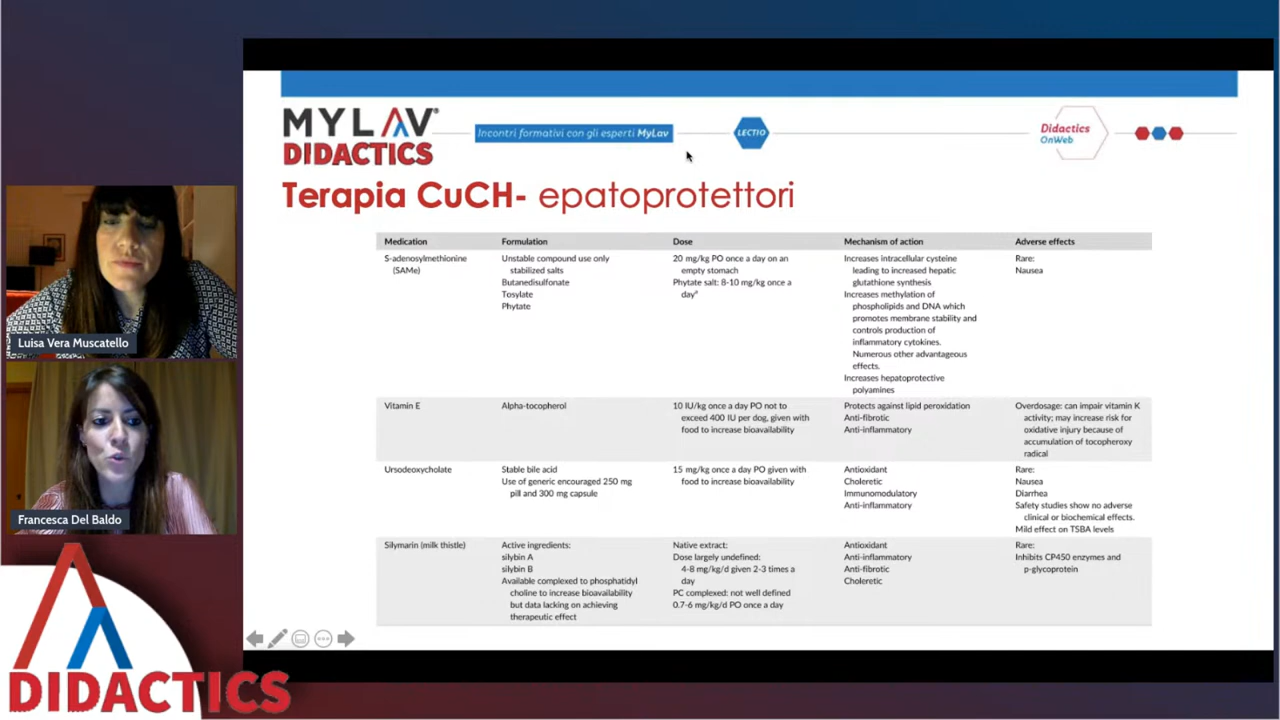 MYLAV®
DIDACTICS
Incontri formativi con gli esperti MyLav
LECTIO
Didactics
OnWeb
Terapia CuCH- epatoprotettori
Medication Formulation Dose Mechanism of action Adverse effects
S-adenosylmethionine
(SAMe)
Unstable compound use only
stabilized salts
Butanedisulfonate
Tosylate
Phytate
20 mg/kg PO once a day on an
empty stomach
Phytate salt: 8-10 mg/kg once a
dayª
Increases intracellular cysteine
leading to increased hepatic
glutathione synthesis
Increases methylation of
phospholipids and DNA which
promotes membrane stability and
controls production of
inflammatory cytokines.
Numerous other advantageous
effects.
Increases hepatoprotective
polyamines
Rare:
Nausea
Vitamin E
Alpha-tocopherol
10 IU/kg once a day PO not to
exceed 400 IU per dog, given with
food to increase bioavailability
Protects against lipid peroxidation
Anti-fibrotic
Anti-inflammatory
Overdosage: can impair vitamin K
activity; may increase risk for
oxidative injury because of
accumulation of tocopheroxy
radical
Ursodeoxycholate
Stable bile acid
Use of generic encouraged 250 mg
pill and 300 mg capsule
15 mg/kg once a day PO given with
food to increase bioavailability
Antioxidant
Choleretic
Immunomodulatory
Anti-inflammatory
Rare:
Nausea
Diarrhea
Safety studies show no adverse
clinical or biochemical effects.
Mild effect on TSBA levels
Silymarin (milk thistle)
Active ingredients:
silybin A
silybin B
Available complexed to phosphatidyl
choline to increase bioavailability
but data lacking on achieving
therapeutic effect
Native extract:
Dose largely undefined:
4-8 mg/kg/d given 2-3 times a
day
PC complexed: not well defined
0.7-6 mg/kg/d PO once a day
Antioxidant
Anti-inflammatory
Anti-fibrotic
Choleretic
Rare:
Inhibits CP450 enzymes and
p-glycoprotein
Luisa Vera Muscatello
Francesca Del Baldo
DIDACTICS